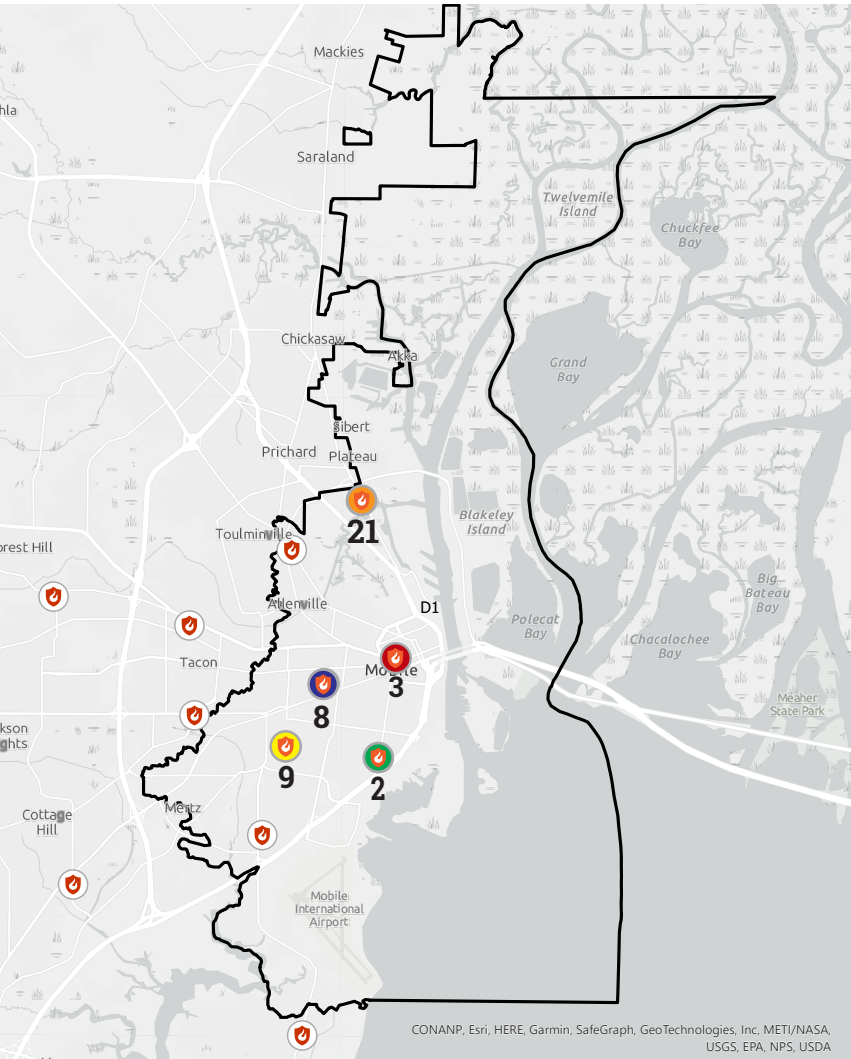 Mackies
hla
Saraland
Twelvemile
Island
Chuckfee
Bay
Chickasaw
Akka
Grand
Bay
Sibert
Prichard
Plateau
21
Blakeley
Island
Toulminville
orest Hill
Allenville
D1
Big
Bateau
Bay
Polecat
Bay
Chacalochee
Bay
Tacon
Mobile
3
Meaher
State Park
8
kson
ghts
9
2
Mertz
Cottage
Hill
Mobile
International
Airport
CONANP, Esri, HERE, Garmin, SafeGraph, GeoTechnologies, Inc, METI/NASA,
USGS, EPA, NPS, USDA